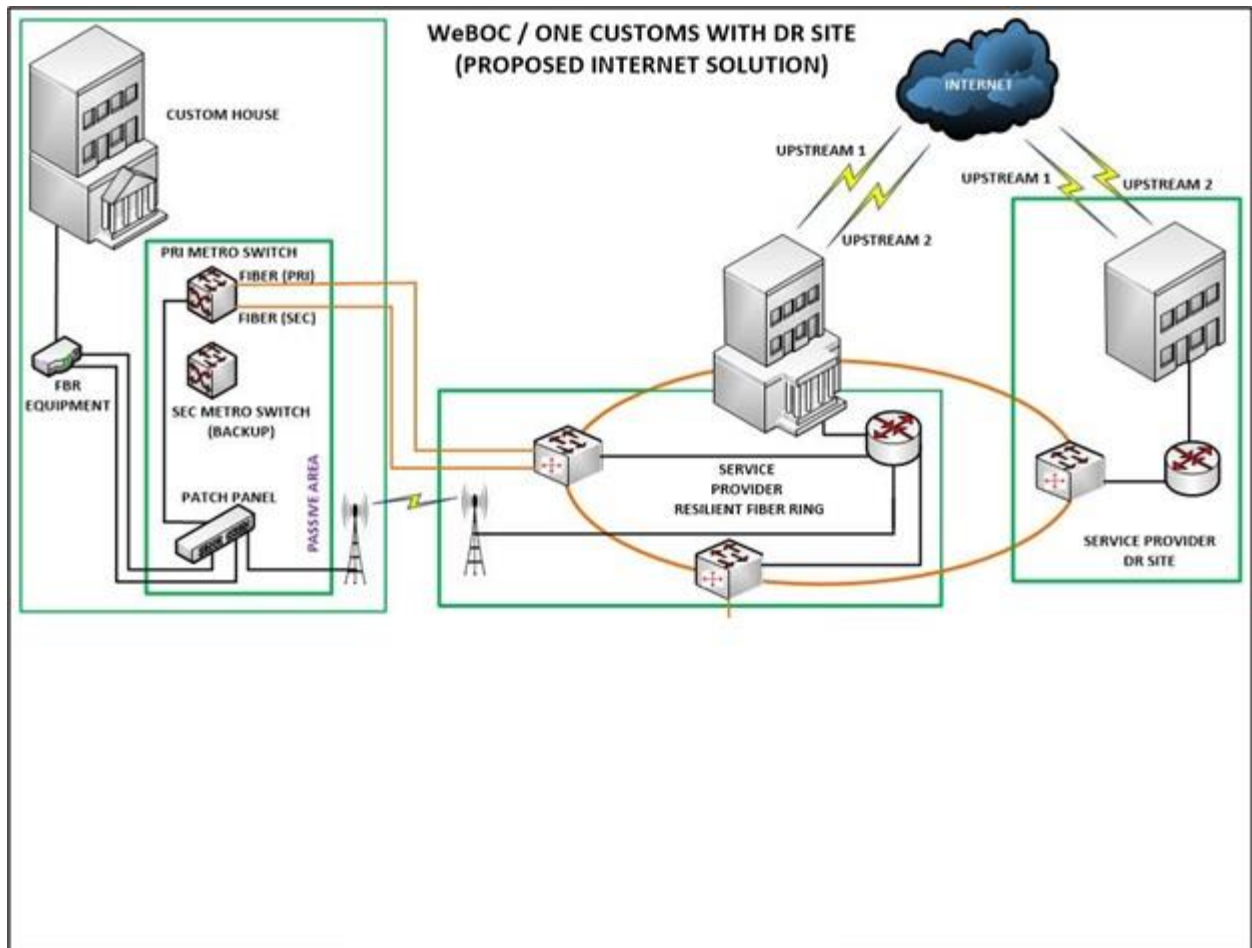 WeBOC / ONE CUSTOMS WITH DR SITE
(PROPOSED INTERNET SOLUTION)
INTERNET
CUSTOM HOUSE
UPSTREAM 1
UPSTREAM 2
UPSTREAM 1
UPSTREAM 2
PRI METRO SWITCH
FIBER (PRI)
FIBER (SEC)
FBR
EQUIPMENT
SEC METRO SWITCH
(BACKUP)
PATCH PANEL
PASSIVE AREA
SERVICE
PROVIDER
RESILIENT FIBER RING
SERVICE PROVIDER
DR SITE